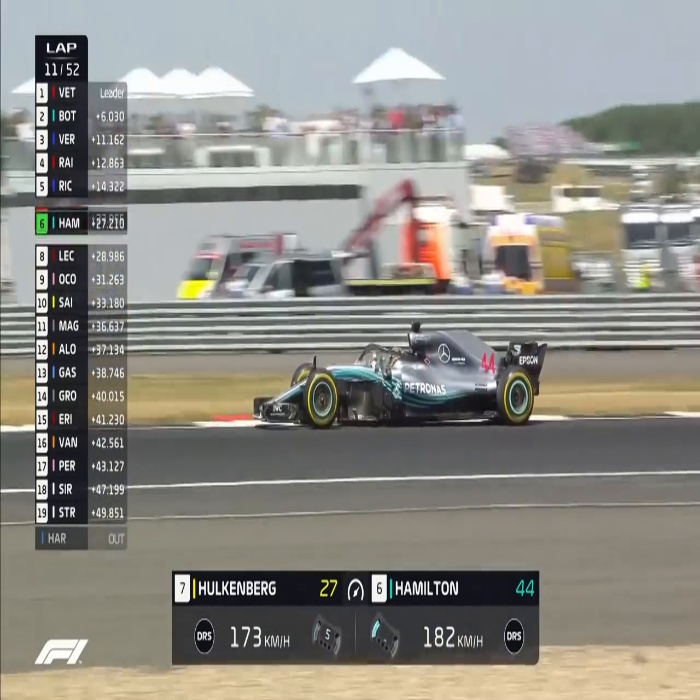 LAP
11/52
1 VET Leader
2 BOT +6.030
3 VER +11.162
4 RAI +12.863
5 RIC +14.322
6 HAM +27.210
8 LEC +28.986
9 OCO +31.263
10 SAI +33.180
11 MAG +36.637
12 ALO +37.134
13 GAS +38.746
14 GRO +40.015
15 ERI +41.230
16 VAN +42.561
17 PER +43.127
18 SIR +47.199
19 STR +49.851
HAR OUT
44
EPSON
PETRONAS
IWC
7 HULKENBERG 27 6 HAMILTON 44
DRS 173 KM/H 5 182 KM/H DRS
F1